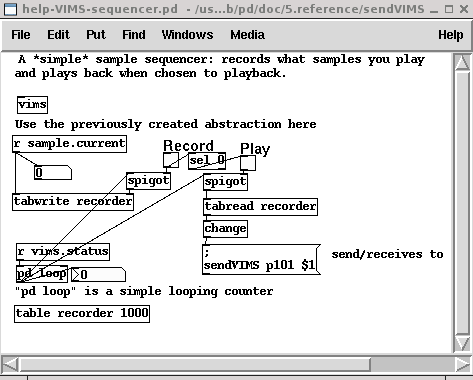 help-VIMS-sequencer.pd - /us...b/pd/doc/5.reference/sendVIMS
File Edit Put Find Windows Media Help
A *simple* sample sequencer: records what samples you play
and plays back when chosen to playback.
vims
Use the previously created abstraction here
r sample.current
Record
sel 0
Play
0
spigot
spigot
tabwrite recorder
tabread recorder
change
r vims.status
;
sendVIMS p101 $1
send/receives to
pd loop
0
"pd loop" is a simple looping counter
table recorder 1000